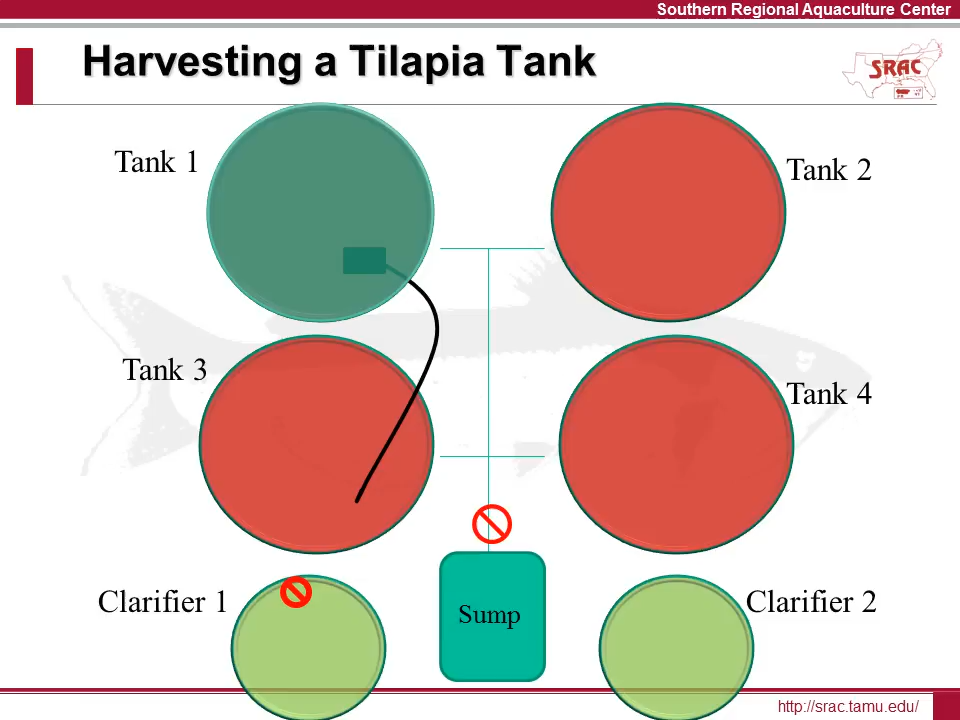 Southern Regional Aquaculture Center
Harvesting a Tilapia Tank
SRAC
Tank 1
Tank 2
Tank 3
Tank 4
Clarifier 1
Sump
Clarifier 2
http://srac.tamu.edu/